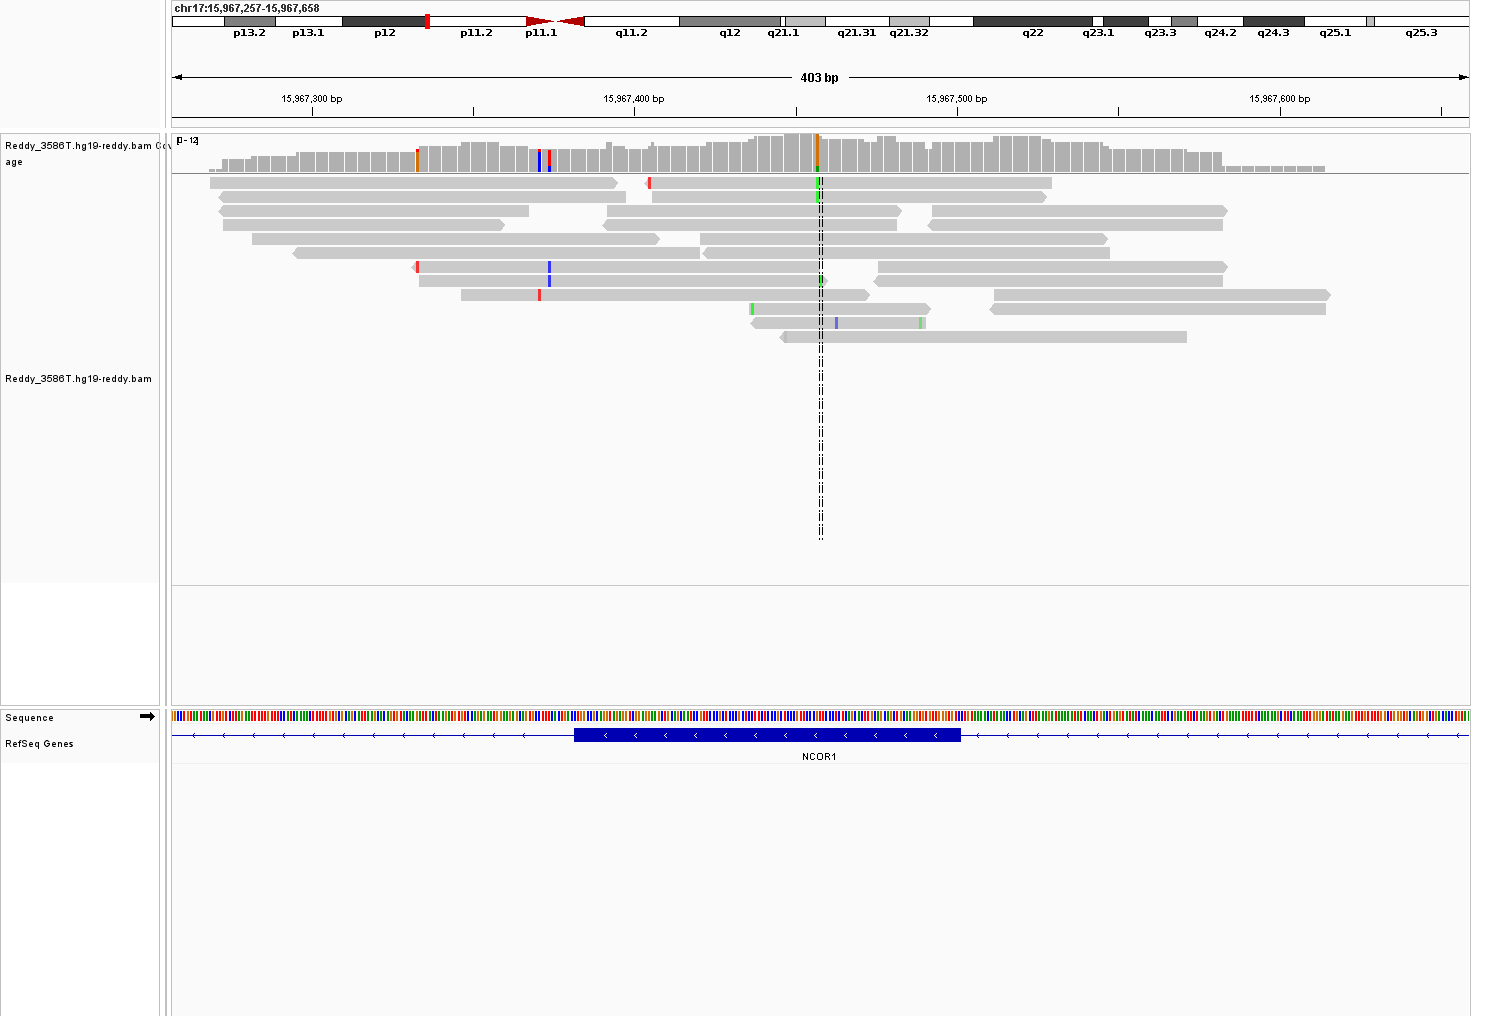 chr17:15,967,257-15,967,658
p13.2 p13.1 p12 p11.2 p11.1 q11.2 q12 q21.1 q21.31 q21.32 q22 q23.1 q23.3 q24.2 q24.3 q25.1 q25.3
403 bp
15,967,300 bp 15,967,400 bp 15,967,500 bp 15,967,600 bp
Reddy_3586T.hg19-reddy.bam Cov
age
[0 - 12]
Reddy_3586T.hg19-reddy.bam
Sequence
RefSeq Genes
NCOR1